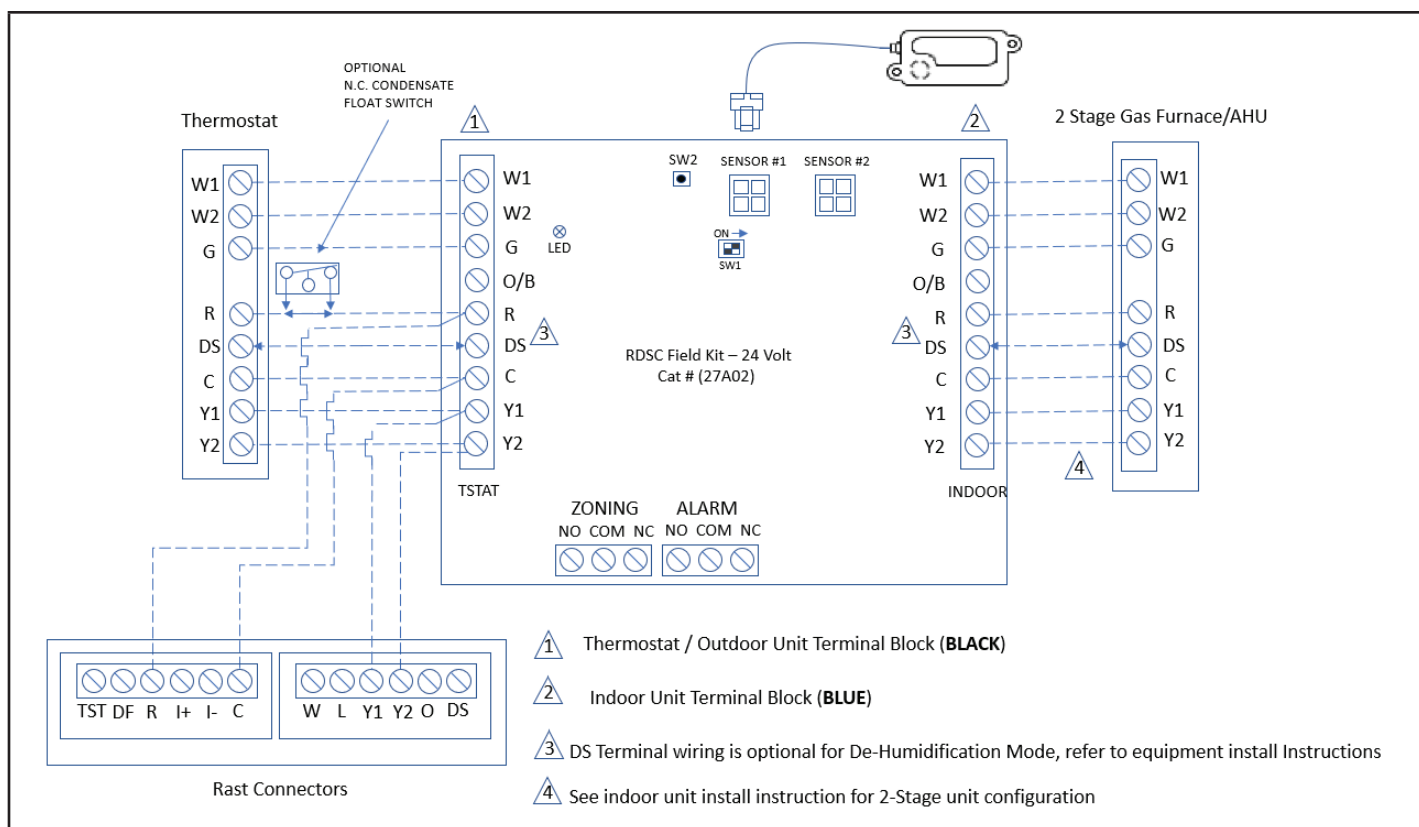 OPTIONAL
N.C. CONDENSATE
FLOAT SWITCH
Thermostat
W1
W2
G
R
DS
C
Y1
Y2
1
W1
W2
G
O/B
R
DS
C
Y1
Y2
TSTAT
3
LED
SW2
SENSOR #1
SENSOR #2
ON
SW1
RDSC Field Kit – 24 Volt
Cat # (27A02)
ZONING
NO COM NC
ALARM
NO COM NC
2
W1
W2
G
O/B
R
DS
C
Y1
Y2
INDOOR
3
2 Stage Gas Furnace/AHU
W1
W2
G
R
DS
C
Y1
Y2
4
TST DF R I+ I- C
W L Y1 Y2 O DS
Rast Connectors
1 Thermostat / Outdoor Unit Terminal Block (BLACK)
2 Indoor Unit Terminal Block (BLUE)
3 DS Terminal wiring is optional for De-Humidification Mode, refer to equipment install Instructions
4 See indoor unit install instruction for 2-Stage unit configuration